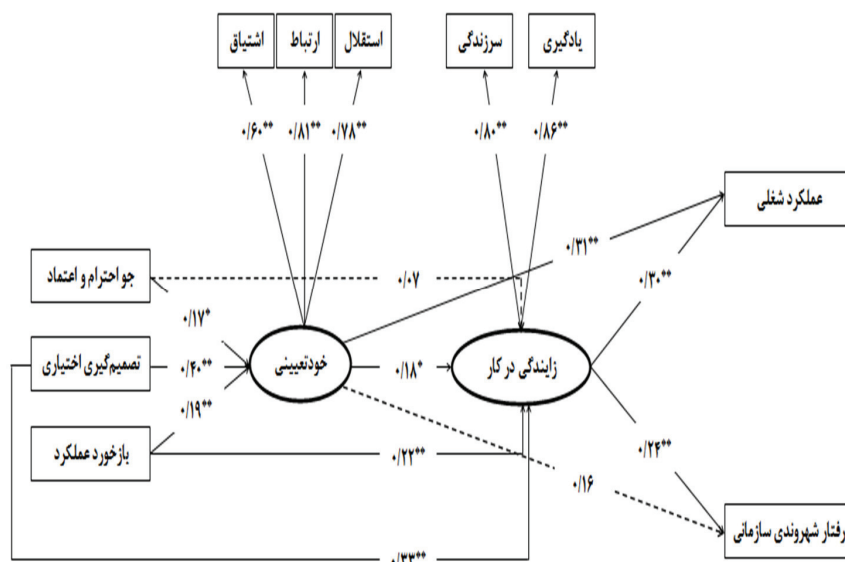 یادگیری
سرزندگی
استقلال
ارتباط
اشتیاق
۰/۸۶**
۰/۸۰**
۰/۷۸**
۰/۸۱**
۰/۶۰**
عملکرد شغلی
۰/۳۱**
۰/۳۰**
جو احترام و اعتماد
۰/۰۷
۰/۱۷*
تصمیم‌گیری اختیاری
۰/۴۰**
خودتعیینی
۰/۱۸*
زایندگی در کار
۰/۱۹**
بازخورد عملکرد
۰/۲۲**
۰/۲۴**
۰/۱۶
رفتار شهروندی سازمانی
۰/۳۳**